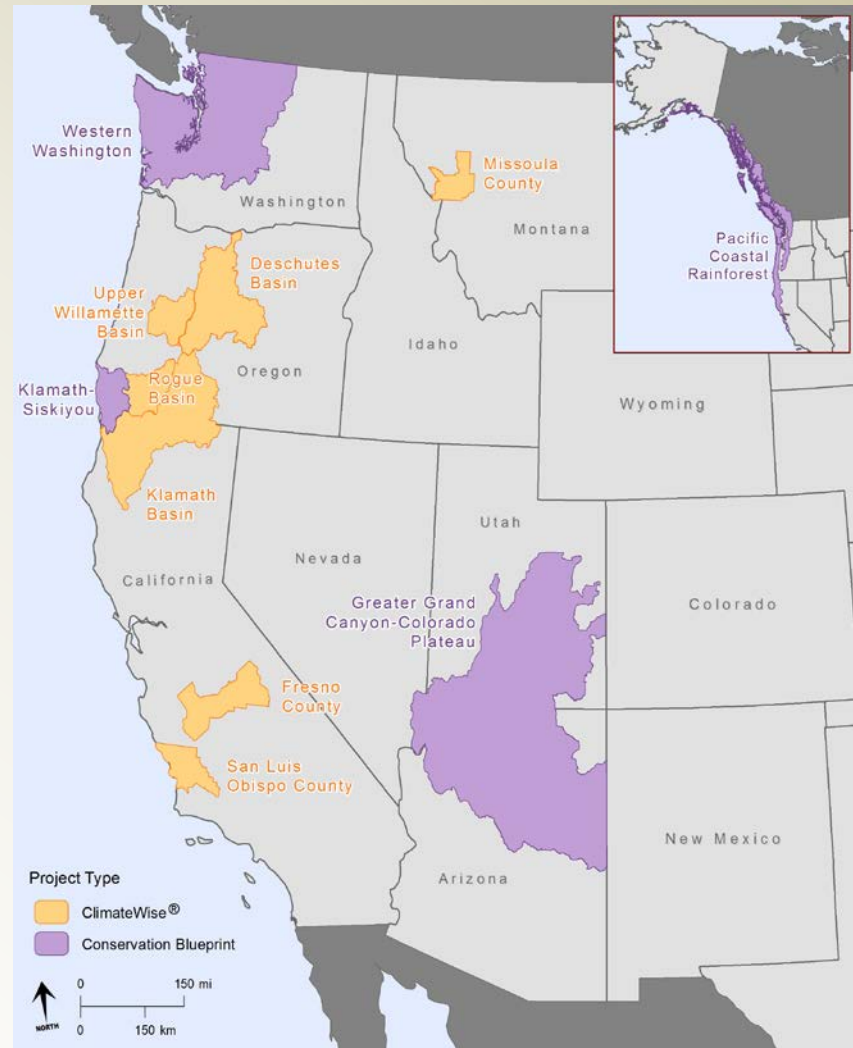 Western
Washington
Washington
Missoula
County
Montana
Pacific
Coastal
Rainforest
Deschutes
Basin
Upper
Willamette
Basin
Idaho
Oregon
Klamath-
Siskiyou
Rogue
Basin
Wyoming
Klamath
Basin
Utah
Nevada
California
Greater Grand
Canyon-Colorado
Plateau
Colorado
Fresno
County
San Luis
Obispo County
New Mexico
Arizona
Project Type
ClimateWise®
Conservation Blueprint
NORTH
0 150 mi
0 150 km